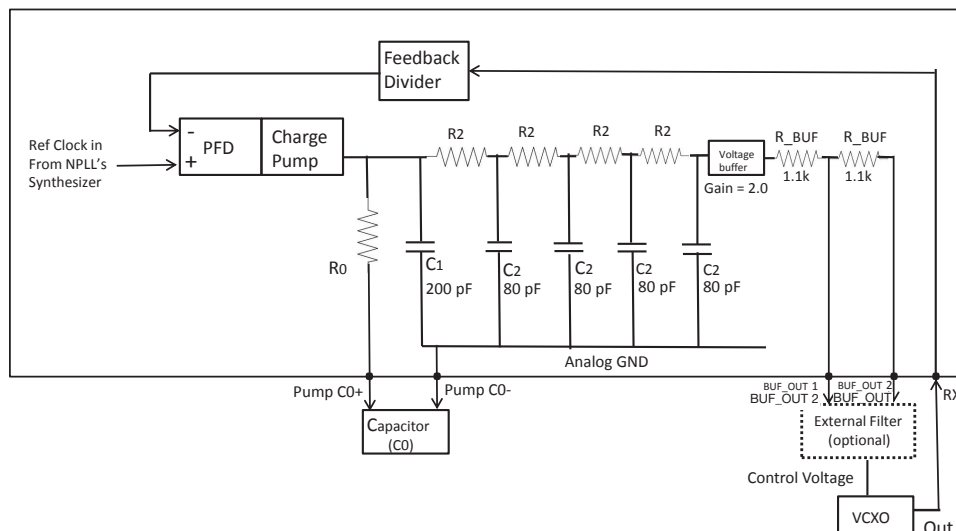 Feedback
Divider
Ref Clock in
From NPLL's
Synthesizer
-
+
PFD
Charge
Pump
R2
R2
R2
R2
Voltage
buffer
Gain = 2.0
R_BUF
1.1k
R_BUF
1.1k
R0
C1
200 pF
C2
80 pF
C2
80 pF
C2
80 pF
C2
80 pF
Analog GND
Pump C0+
Pump C0-
Capacitor
(C0)
BUF_OUT 1
BUF_OUT 2
BUF_OUT 2
BUF_OUT
RX
External Filter
(optional)
Control Voltage
VCXO
Out